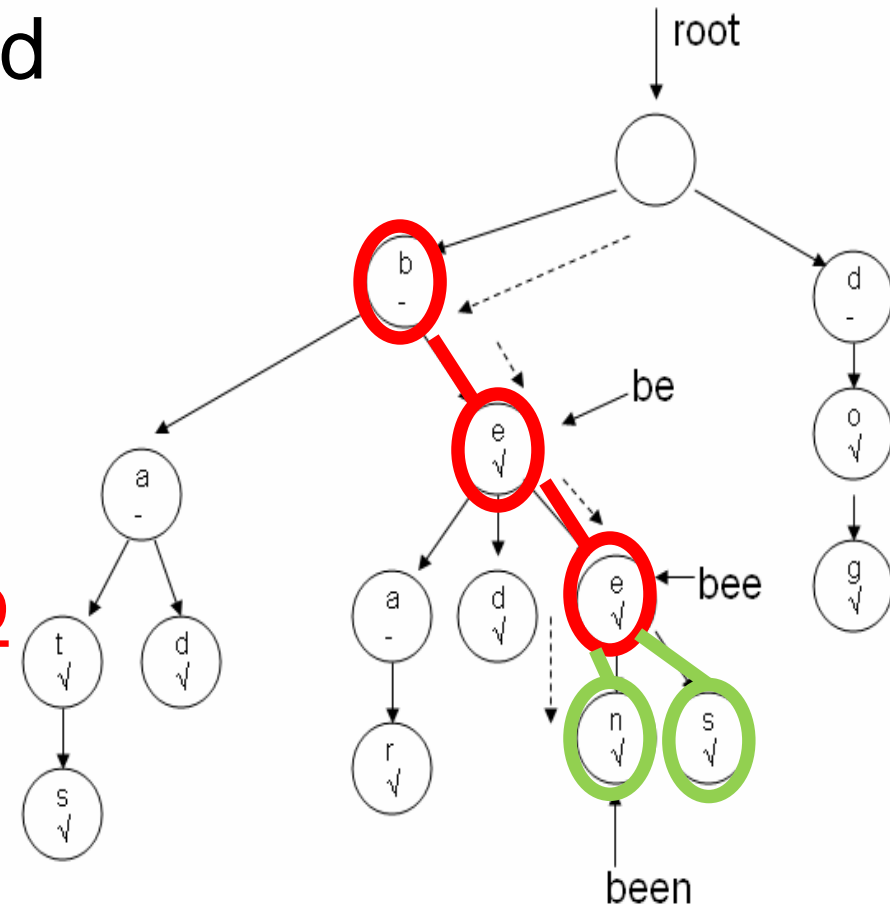 d
root
b
-
d
-
be
e
√
o
√
a
-
bee
e
√
g
√
a
-
d
√
t
√
d
√
n
√
s
√
r
√
s
√
been